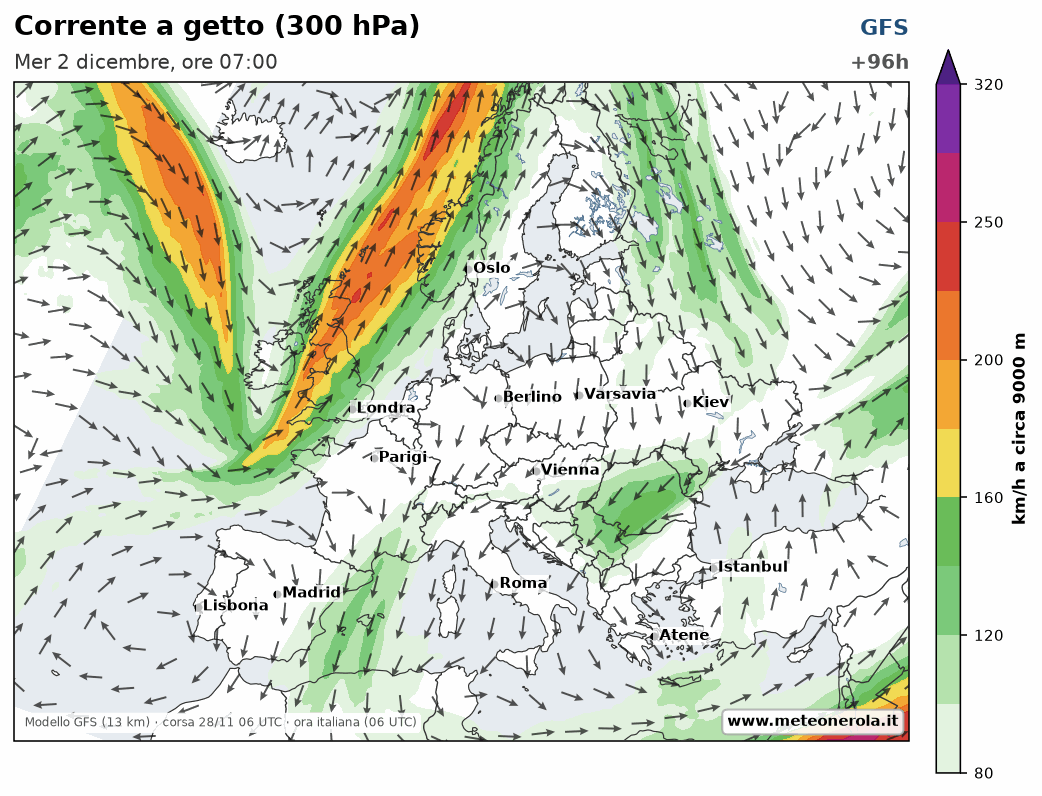 Corrente a getto (300 hPa)
GFS
Mer 2 dicembre, ore 07:00
+96h
320
250
200
160
120
80
km/h a circa 9000 m
Oslo
Berlino
Varsavia
Kiev
Londra
Parigi
Vienna
Istanbul
Roma
Madrid
Lisbona
Atene
Modello GFS (13 km) · corsa 28/11 06 UTC · ora italiana (06 UTC)
www.meteonerola.it